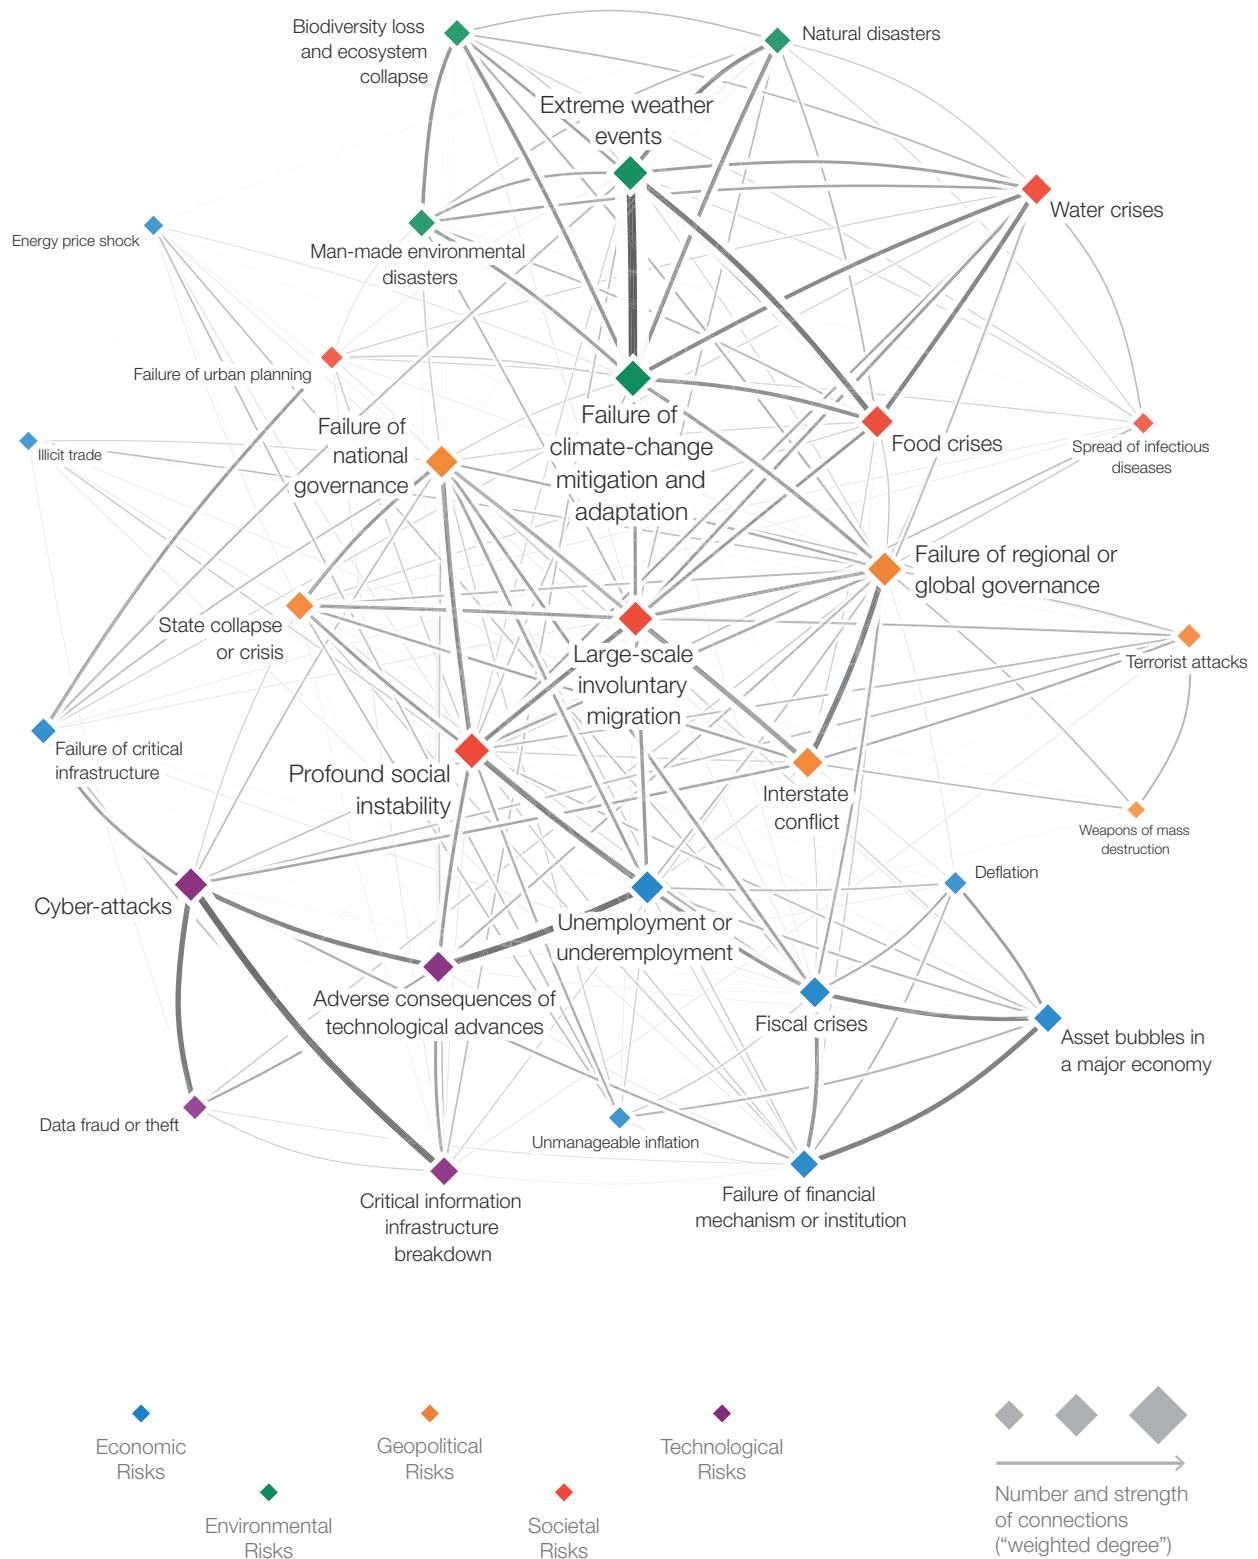 Biodiversity loss
and ecosystem
collapse
Natural disasters
Extreme weather
events
Water crises
Energy price shock
Man-made environmental
disasters
Failure of urban planning
Failure of
national
governance
Failure of
climate-change
mitigation and
adaptation
Food crises
Spread of infectious
diseases
Illicit trade
Failure of regional or
global governance
State collapse
or crisis
Large-scale
involuntary
migration
Terrorist attacks
Failure of critical
infrastructure
Profound social
instability
Interstate
conflict
Weapons of mass
destruction
Deflation
Cyber-attacks
Unemployment or
underemployment
Adverse consequences of
technological advances
Fiscal crises
Asset bubbles in
a major economy
Data fraud or theft
Unmanageable inflation
Critical information
infrastructure
breakdown
Failure of financial
mechanism or institution
Economic
Risks
Geopolitical
Risks
Technological
Risks
Environmental
Risks
Societal
Risks
Number and strength
of connections
(“weighted degree”)